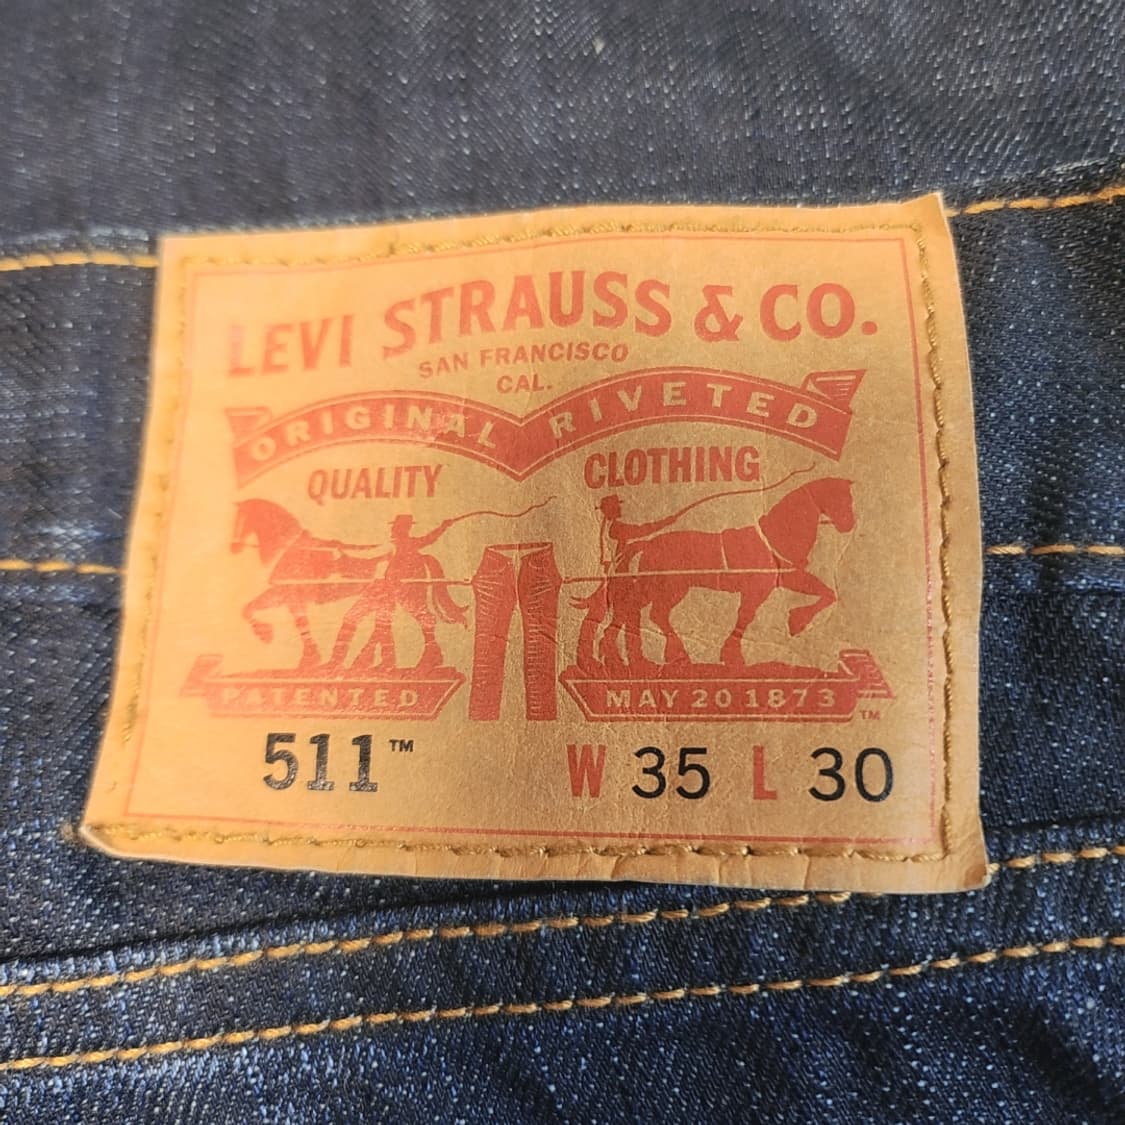 LEVI STRAUSS & CO.
SAN FRANCISCO
CAL.
ORIGINAL RIVETED
QUALITY CLOTHING
PATENTED MAY 20 1873 ™
511™ W 35 L 30